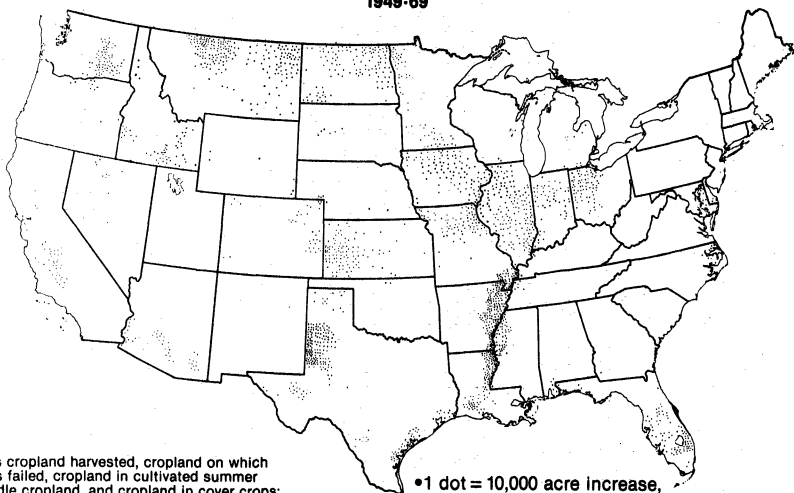 1949-69
s cropland harvested, cropland on which
s failed, cropland in cultivated summer
dle cropland, and cropland in cover crops;
•1 dot = 10,000 acre increase,